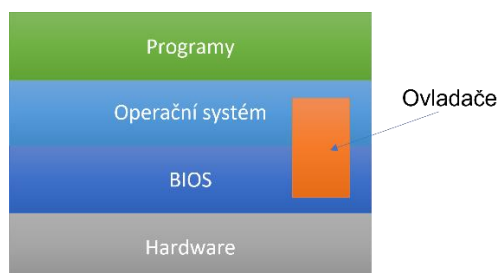 Programy
Operační systém
Ovladače
BIOS
Hardware